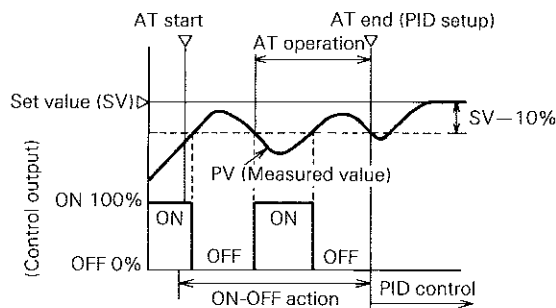 AT start
AT end (PID setup)
AT operation
Set value (SV)
SV—10%
PV (Measured value)
(Control output)
ON 100%
ON
ON
OFF 0%
OFF
OFF
PID control
ON-OFF action